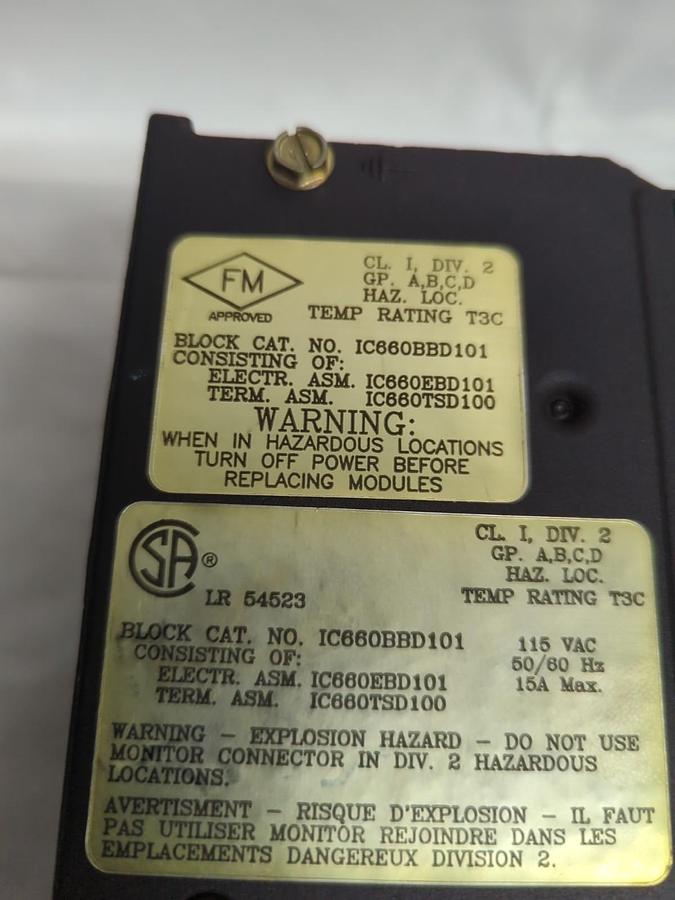 FM
APPROVED
CL. I, DIV. 2
GP. A,B,C,D
HAZ. LOC.
TEMP RATING T3C
BLOCK CAT. NO. IC660BBD101
CONSISTING OF:
ELECTR. ASM. IC660EBD101
TERM. ASM. IC660TSD100
WARNING:
WHEN IN HAZARDOUS LOCATIONS
TURN OFF POWER BEFORE
REPLACING MODULES
CSA ®
LR 54523
CL. I, DIV. 2
GP. A,B,C,D
HAZ. LOC.
TEMP RATING T3C
BLOCK CAT. NO. IC660BBD101
CONSISTING OF:
ELECTR. ASM. IC660EBD101
TERM. ASM. IC660TSD100
115 VAC
50/60 Hz
15A Max.
WARNING - EXPLOSION HAZARD - DO NOT USE
MONITOR CONNECTOR IN DIV. 2 HAZARDOUS
LOCATIONS.
AVERTISMENT - RISQUE D'EXPLOSION - IL FAUT
PAS UTILISER MONITOR REJOINDRE DANS LES
EMPLACEMENTS DANGEREUX DIVISION 2.